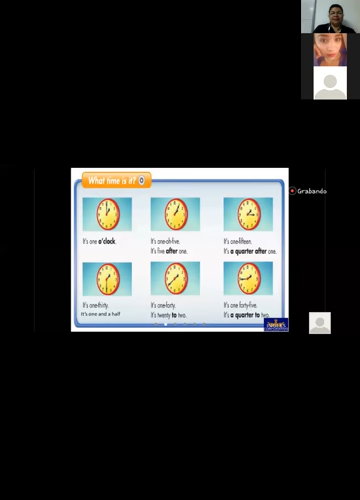 What time is it?
Grabando
It's one o'clock.
It's one-oh-five.
It's five after one.
It's one-fifteen.
It's a quarter after one.
It's one-thirty.
It's one and a half
It's one-forty.
It's twenty to two.
It's one forty-five.
It's a quarter to two.